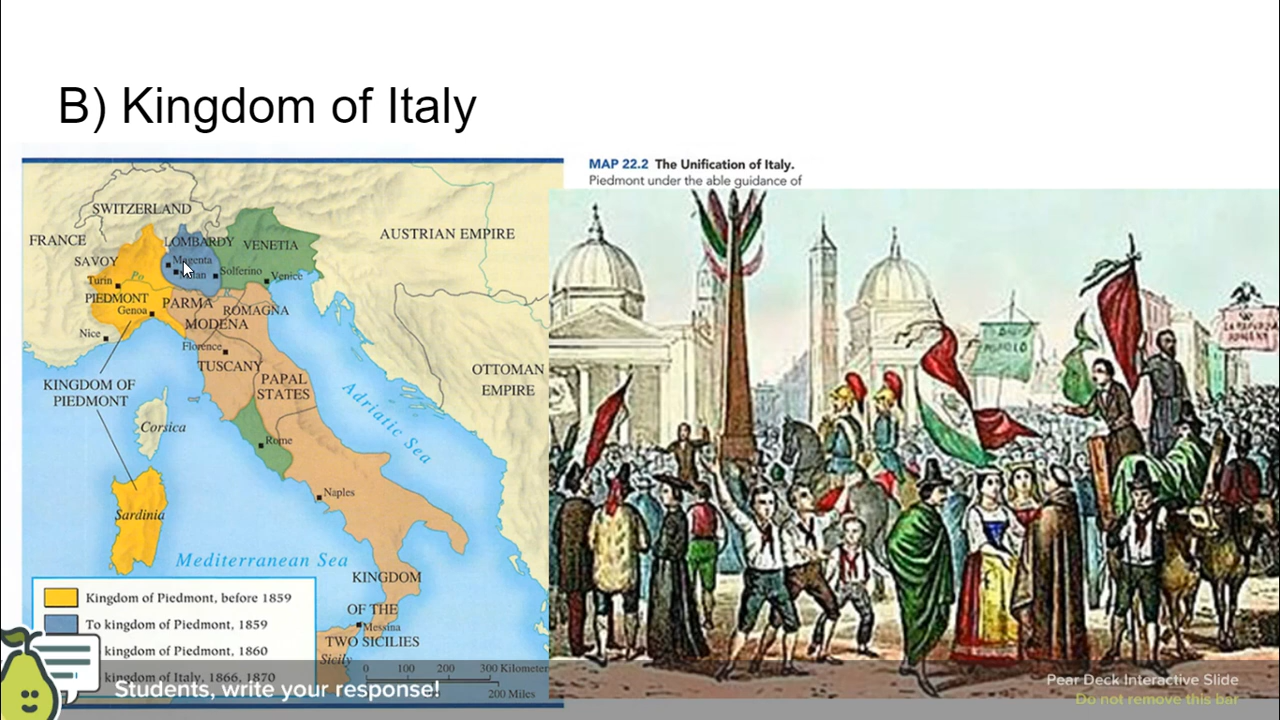 B) Kingdom of Italy
MAP 22.2 The Unification of Italy.
Piedmont under the able guidance of
SWITZERLAND
FRANCE
SAVOY
LOMBARDY
VENETIA
AUSTRIAN EMPIRE
Magenta
Solferino
Venice
Turin
Po
PIEDMONT
Genoa
PARMA
ROMAGNA
MODENA
Nice
Florence
TUSCANY
PAPAL
STATES
OTTOMAN
EMPIRE
KINGDOM OF
PIEDMONT
Adriatic Sea
Corsica
Rome
Naples
Sardinia
Mediterranean Sea
KINGDOM
OF THE
Messina
TWO SICILIES
Sicily
Kingdom of Piedmont, before 1859
To kingdom of Piedmont, 1859
kingdom of Piedmont, 1860
kingdom of Italy, 1866, 1870
0 100 200 300 Kilometer
200 Miles
Students, write your response!
Pear Deck Interactive Slide
Do not remove this bar